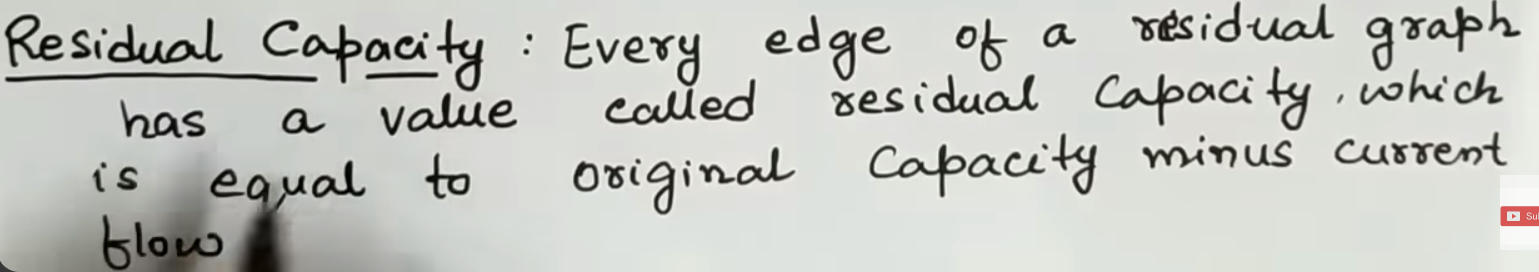 Residual Capacity : Every edge of a residual graph
has a value called residual Capacity, which
is equal to original Capacity minus current
flow